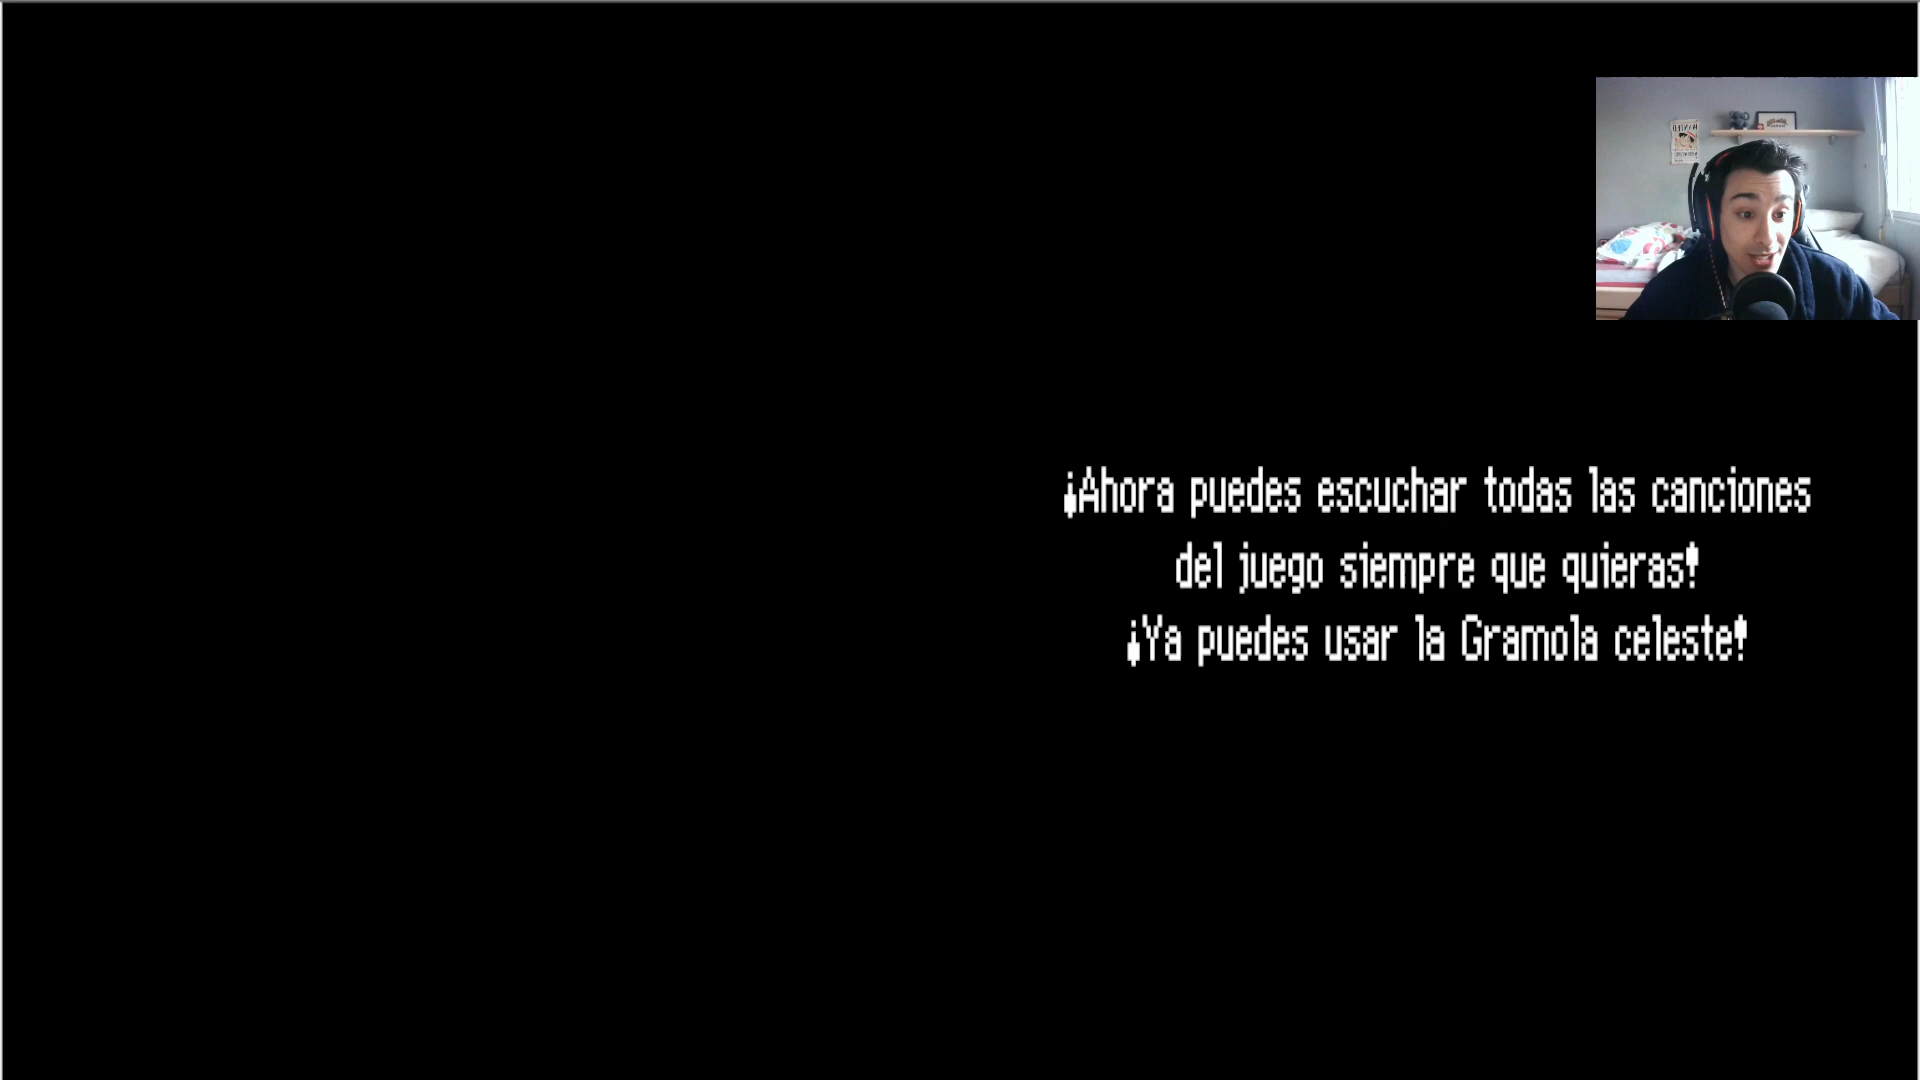 ¡Ahora puedes escuchar todas las canciones
del juego siempre que quieras!
¡Ya puedes usar la Gramola celeste!